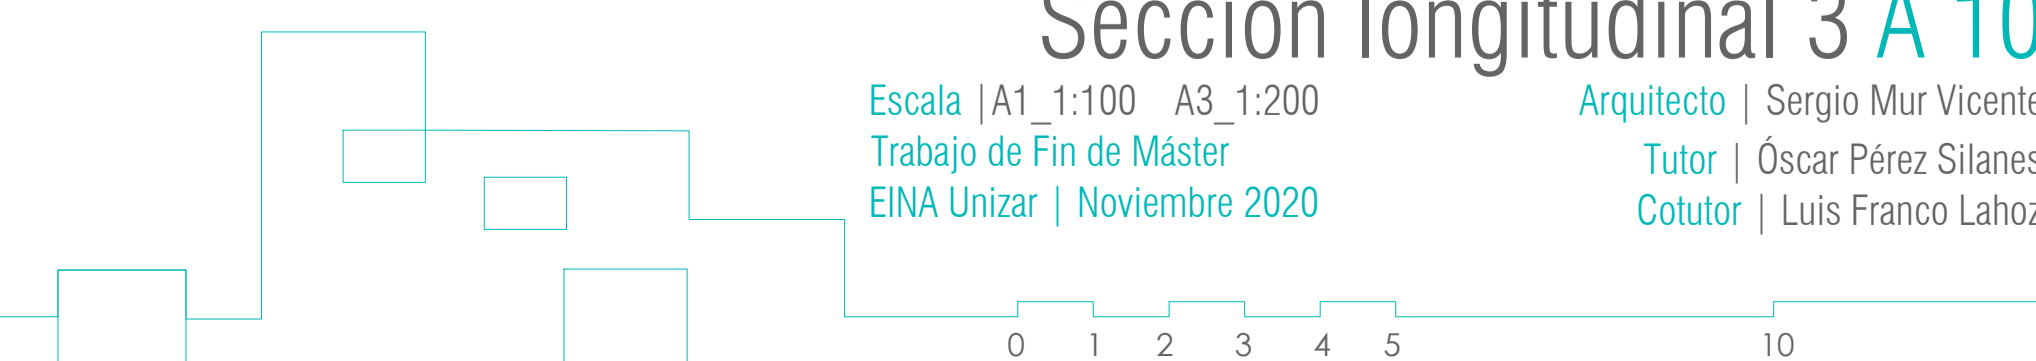 Sección longitudinal 3 A 10
Escala | A1_1:100 A3_1:200
Arquitecto | Sergio Mur Vicente
Trabajo de Fin de Máster
Tutor | Óscar Pérez Silanes
EINA Unizar | Noviembre 2020
Cotutor | Luis Franco Lahoz
0 1 2 3 4 5 10